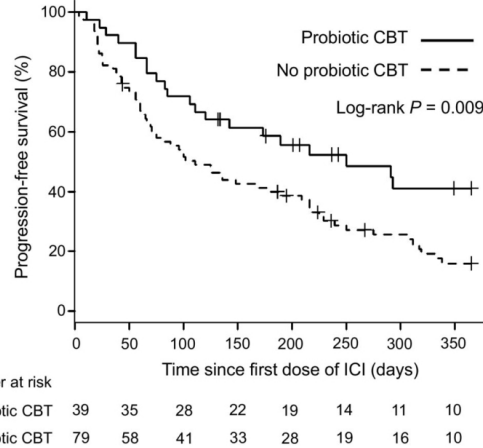 Progression-free survival (%)
80
60
40
20
0
Probiotic CBT
No probiotic CBT
Log-rank P = 0.009
0 50 100 150 200 250 300 350
Time since first dose of ICI (days)
er at risk
otic CBT 39 35 28 22 19 14 11 10
otic CBT 79 58 41 33 28 19 16 10